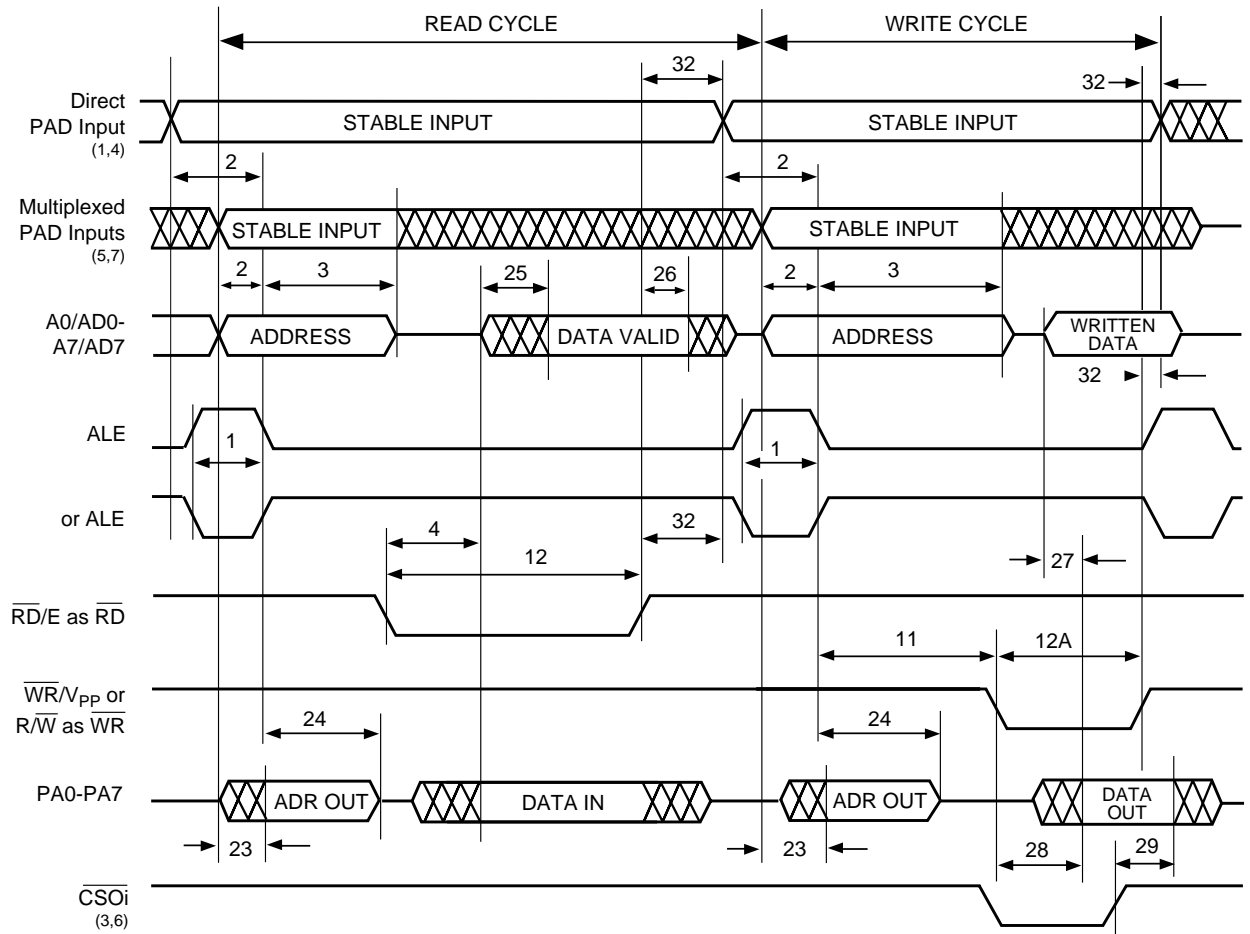 READ CYCLE
WRITE CYCLE
32
32
Direct
PAD Input
(1,4)
STABLE INPUT
STABLE INPUT
2
2
Multiplexed
PAD Inputs
(5,7)
STABLE INPUT
STABLE INPUT
2
3
25
26
2
3
A0/AD0-
A7/AD7
ADDRESS
DATA VALID
ADDRESS
WRITTEN
DATA
32
ALE
1
1
or ALE
4
32
12
27
RD/E as RD
11
12A
WR/VPP or
R/W as WR
24
24
PA0-PA7
ADR OUT
DATA IN
ADR OUT
DATA
OUT
23
23
28
29
CSOi
(3,6)